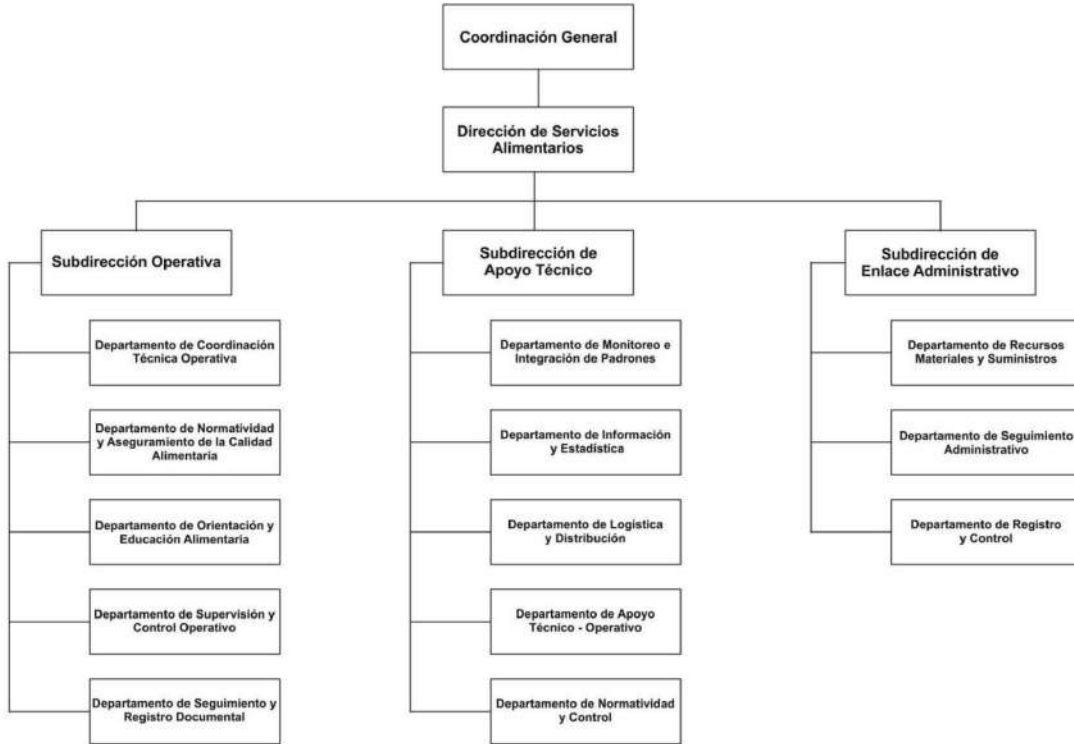 Coordinación General
Dirección de Servicios
Alimentarios
Subdirección Operativa
Departamento de Coordinación
Técnica Operativa
Departamento de Normatividad
y Aseguramiento de la Calidad
Alimentaria
Departamento de Orientación y
Educación Alimentaria
Departamento de Supervisión y
Control Operativo
Departamento de Seguimiento y
Registro Documental
Subdirección de
Apoyo Técnico
Departamento de Monitoreo e
Integración de Padrones
Departamento de Información
y Estadística
Departamento de Logística
y Distribución
Departamento de Apoyo
Técnico - Operativo
Departamento de Normatividad
y Control
Subdirección de
Enlace Administrativo
Departamento de Recursos
Materiales y Suministros
Departamento de Seguimiento
Administrativo
Departamento de Registro
y Control